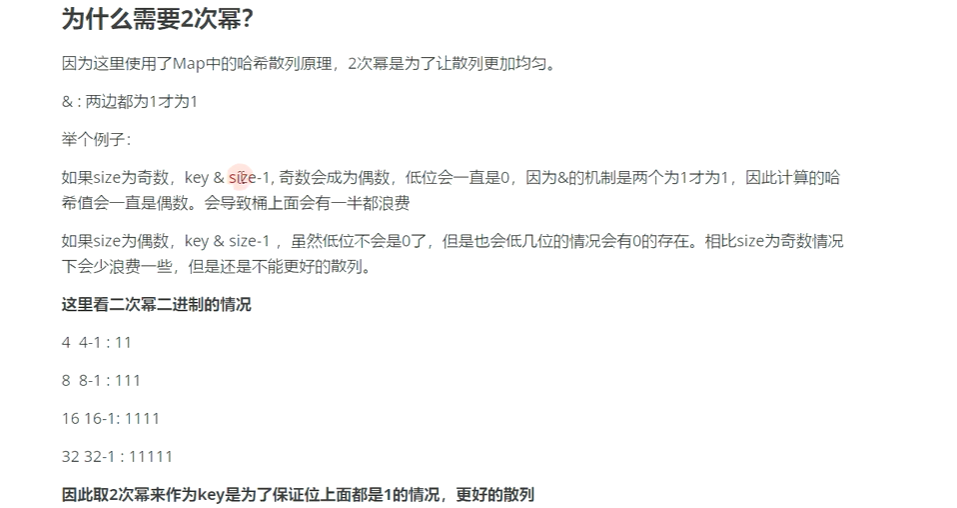 为什么需要2次幂？
因为这里使用了Map中的哈希散列原理，2次幂是为了让散列更加均匀。
& : 两边都为1才为1
举个例子：
如果size为奇数，key & size-1, 奇数会成为偶数，低位会一直是0，因为&的机制是两个为1才为1，因此计算的哈
希值会一直是偶数。会导致桶上面会有一半都浪费
如果size为偶数，key & size-1 ，虽然低位不会是0了，但是也会低几位的情况会有0的存在。相比size为奇数情况
下会少浪费一些，但是还是不能更好的散列。
这里看二次幂二进制的情况
4  4-1 : 11
8  8-1 : 111
16 16-1: 1111
32 32-1 : 11111
因此取2次幂来作为key是为了保证位上面都是1的情况，更好的散列